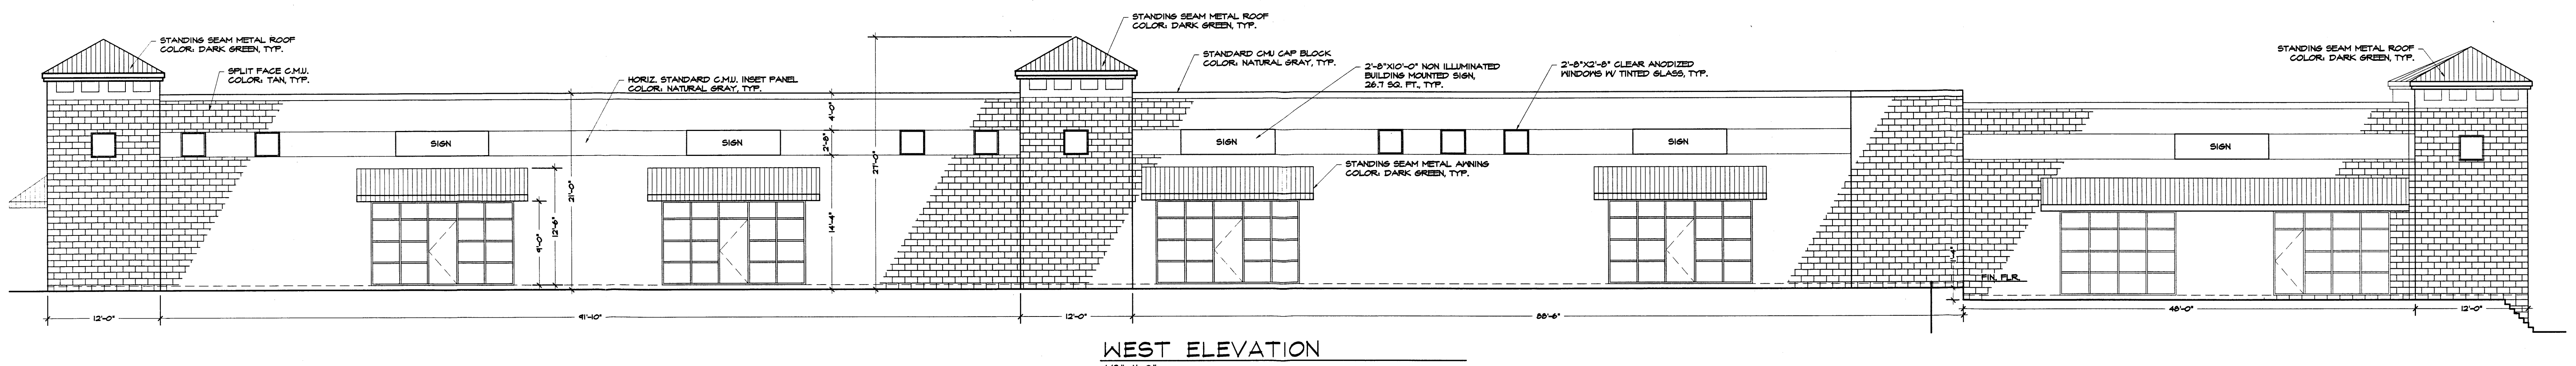 STANDING SEAM METAL ROOF
COLOR: DARK GREEN, TYP.
SPLIT FACE C.M.U.
COLOR: TAN, TYP.
HORIZ. STANDARD C.M.U. INSET PANEL
COLOR: NATURAL GRAY, TYP.
STANDING SEAM METAL ROOF
COLOR: DARK GREEN, TYP.
STANDARD CMU CAP BLOCK
COLOR: NATURAL GRAY, TYP.
2'-8"X10'-0" NON ILLUMINATED
BUILDING MOUNTED SIGN,
26.7 SQ. FT., TYP.
2'-8"X2'-8" CLEAR ANODIZED
WINDOWS W/ TINTED GLASS, TYP.
STANDING SEAM METAL ROOF
COLOR: DARK GREEN, TYP.
SIGN
SIGN
SIGN
SIGN
SIGN
STANDING SEAM METAL AWNING
COLOR: DARK GREEN, TYP.
9'-0"
12'-6"
21'-0"
4'-0"
2'-8"
14'-4"
27'-0"
FIN. FLR.
12'-0"
91'-10"
12'-0"
88'-6"
48'-0"
12'-0"
WEST ELEVATION